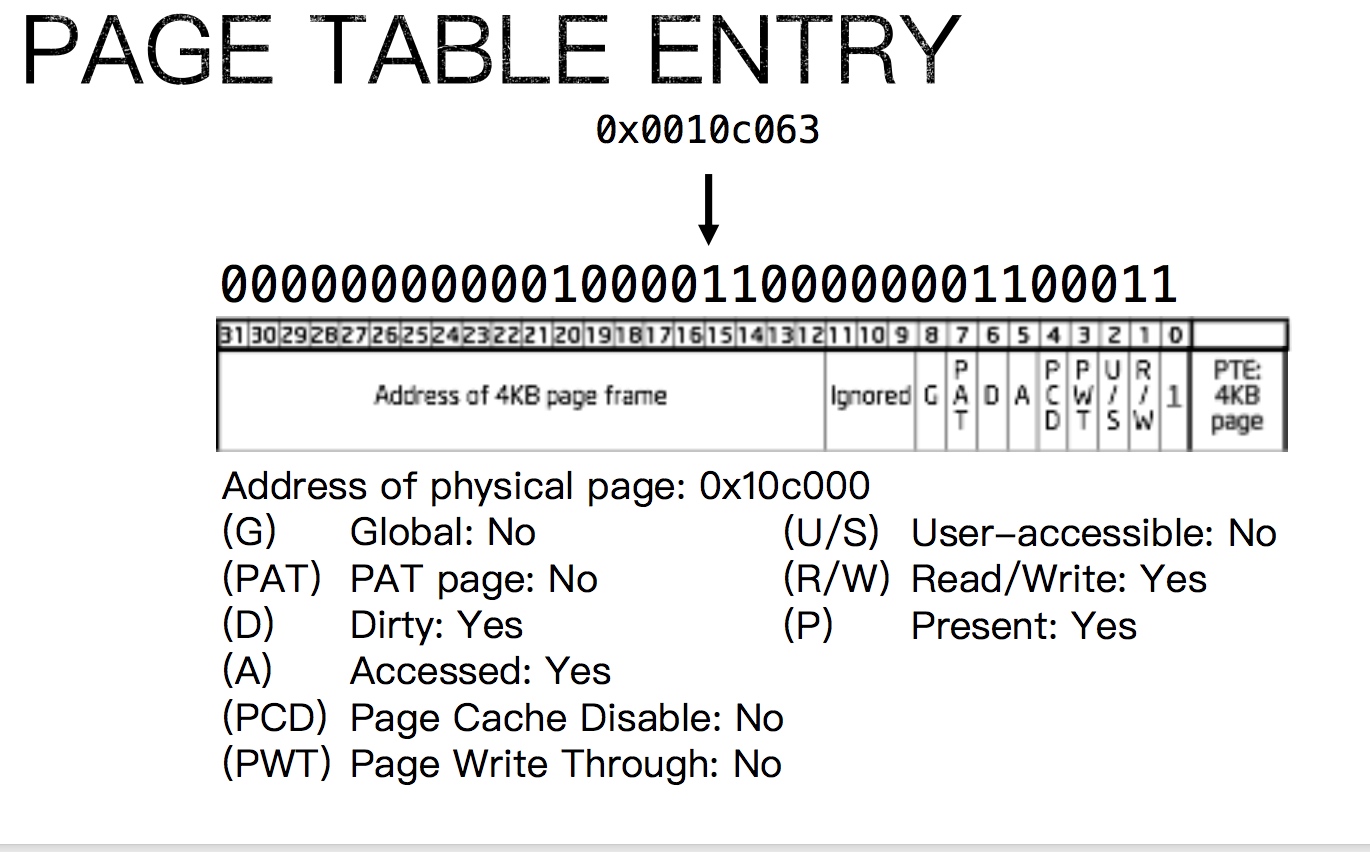 PAGE TABLE ENTRY
0x0010c063
00000000000100001100000001100011
31 30 29 28 27 26 25 24 23 22 21 20 19 18 17 16 15 14 13 12 11 10 9 8 7 6 5 4 3 2 1 0
Address of 4KB page frame Ignored G PAT D A PCD PWT U/S R/W 1 PTE: 4KB page
Address of physical page: 0x10c000
(G) Global: No (U/S) User-accessible: No
(PAT) PAT page: No (R/W) Read/Write: Yes
(D) Dirty: Yes (P) Present: Yes
(A) Accessed: Yes
(PCD) Page Cache Disable: No
(PWT) Page Write Through: No